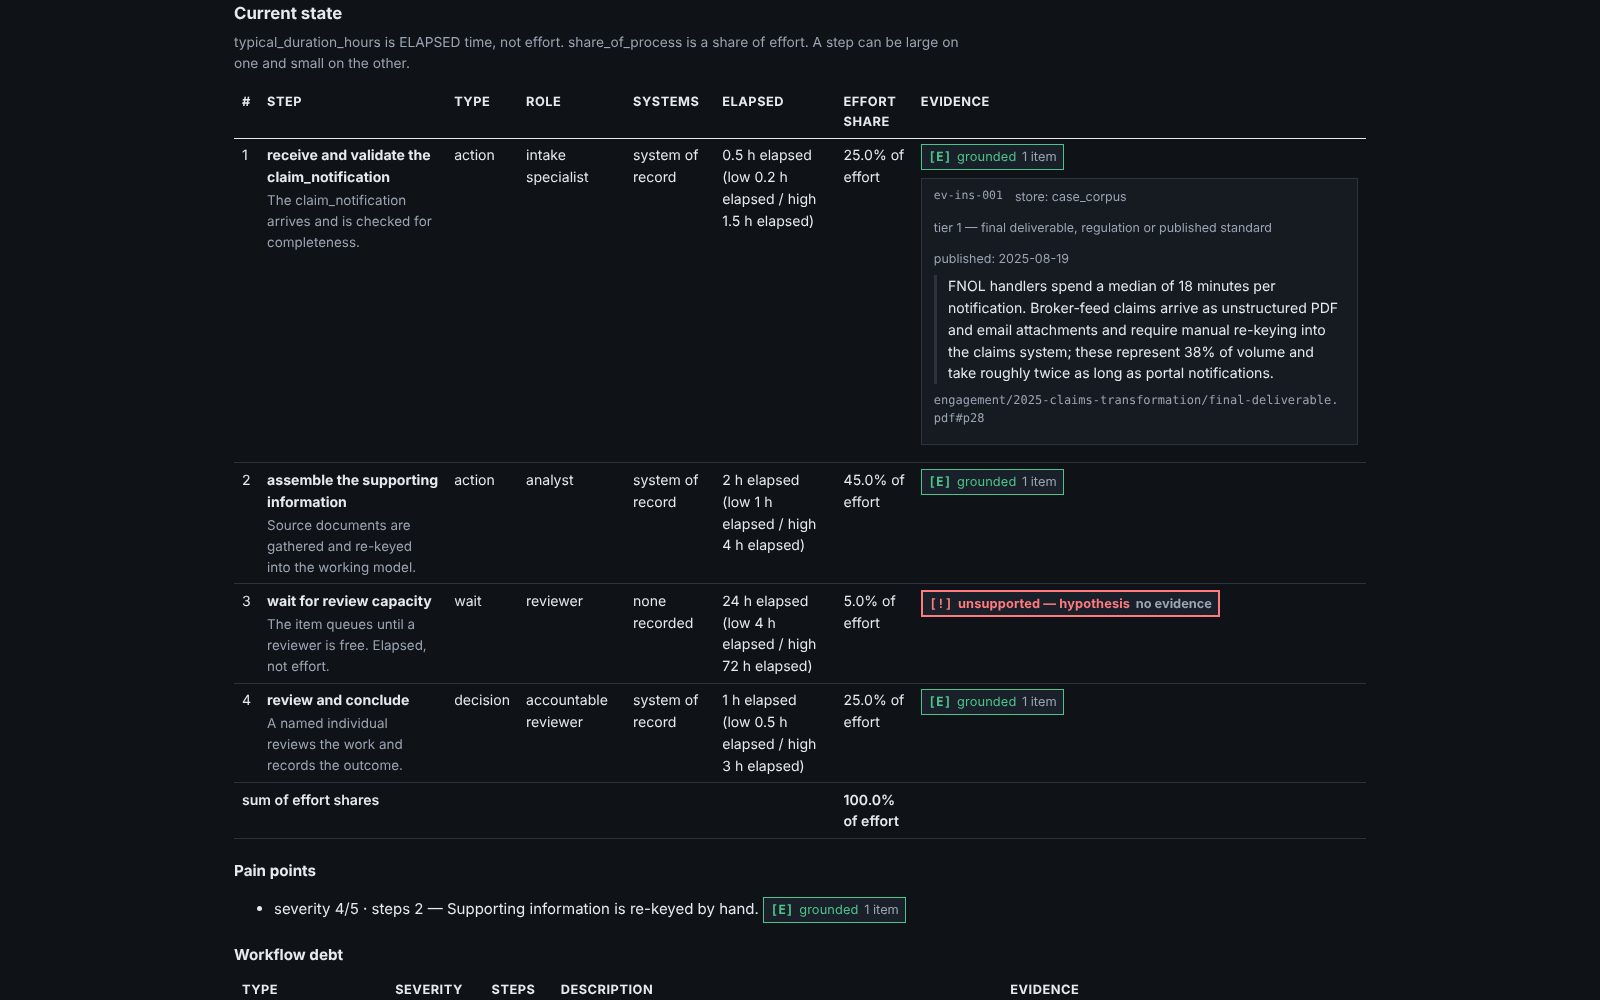 Current state
typical_duration_hours is ELAPSED time, not effort. share_of_process is a share of effort. A step can be large on
one and small on the other.
# STEP TYPE ROLE SYSTEMS ELAPSED EFFORT SHARE EVIDENCE
1
receive and validate the
claim_notification
The claim_notification
arrives and is checked for
completeness.
action
intake
specialist
system of
record
0.5 h elapsed
(low 0.2 h
elapsed / high
1.5 h elapsed)
25.0% of
effort
[E] grounded 1 item
ev-ins-001 store: case_corpus
tier 1 — final deliverable, regulation or published standard
published: 2025-08-19
FNOL handlers spend a median of 18 minutes per
notification. Broker-feed claims arrive as unstructured PDF
and email attachments and require manual re-keying into
the claims system; these represent 38% of volume and
take roughly twice as long as portal notifications.
engagement/2025-claims-transformation/final-deliverable.
pdf#p28
2
assemble the supporting
information
Source documents are
gathered and re-keyed
into the working model.
action
analyst
system of
record
2 h elapsed
(low 1 h
elapsed / high
4 h elapsed)
45.0% of
effort
[E] grounded 1 item
3
wait for review capacity
The item queues until a
reviewer is free. Elapsed,
not effort.
wait
reviewer
none
recorded
24 h elapsed
(low 4 h
elapsed / high
72 h elapsed)
5.0% of
effort
[!] unsupported — hypothesis no evidence
4
review and conclude
A named individual
reviews the work and
records the outcome.
decision
accountable
reviewer
system of
record
1 h elapsed
(low 0.5 h
elapsed / high
3 h elapsed)
25.0% of
effort
[E] grounded 1 item
sum of effort shares
100.0%
of effort
Pain points
• severity 4/5 · steps 2 — Supporting information is re-keyed by hand. [E] grounded 1 item
Workflow debt
TYPE SEVERITY STEPS DESCRIPTION EVIDENCE